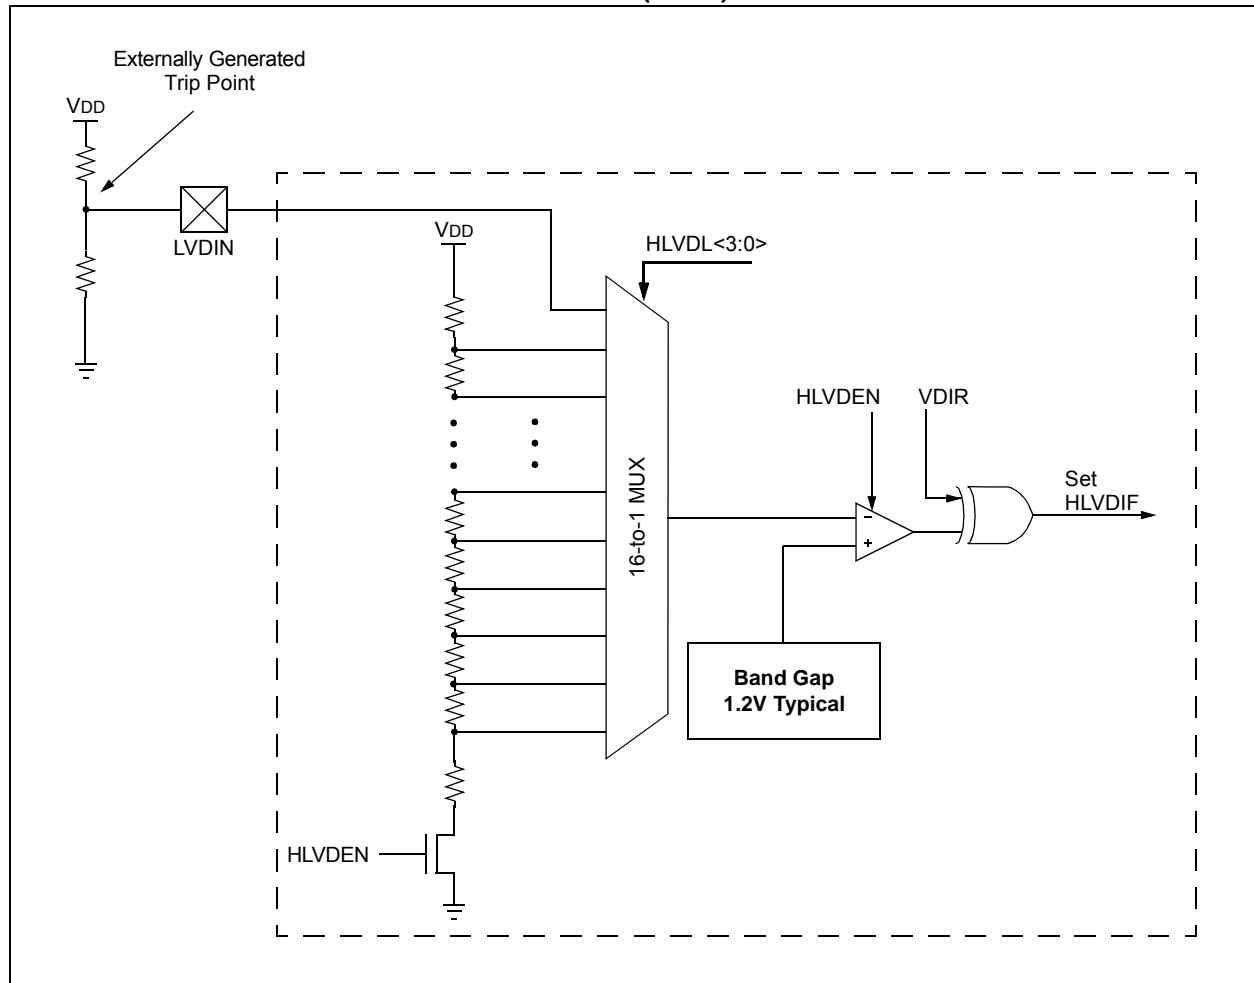 Externally Generated
Trip Point
VDD
LVDIN
VDD
HLVDL<3:0>
HLVDEN
VDIR
16-to-1 MUX
Set
HLVDIF
–
+
Band Gap
1.2V Typical
HLVDEN